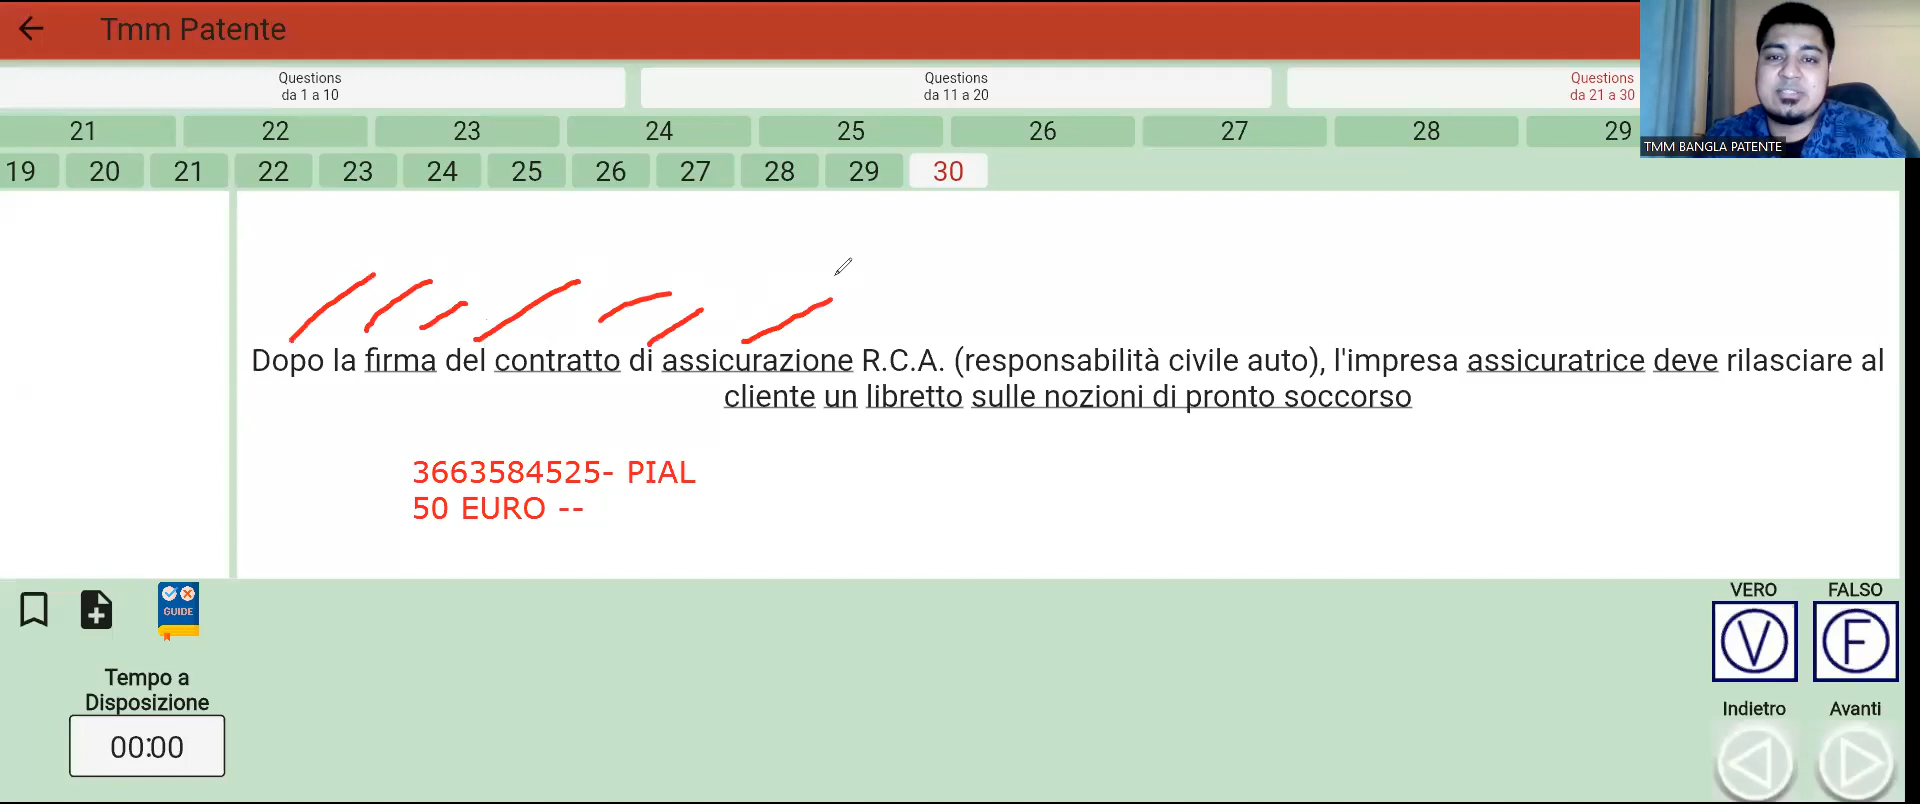 Tmm Patente
Questions
da 1 a 10
Questions
da 11 a 20
Questions
da 21 a 30
21 22 23 24 25 26 27 28 29
TMM BANGLA PATENTE
19 20 21 22 23 24 25 26 27 28 29 30
Dopo la firma del contratto di assicurazione R.C.A. (responsabilità civile auto), l'impresa assicuratrice deve rilasciare al
cliente un libretto sulle nozioni di pronto soccorso
3663584525- PIAL
50 EURO --
GUIDE
VERO FALSO
V F
Tempo a
Disposizione
00:00
Indietro Avanti